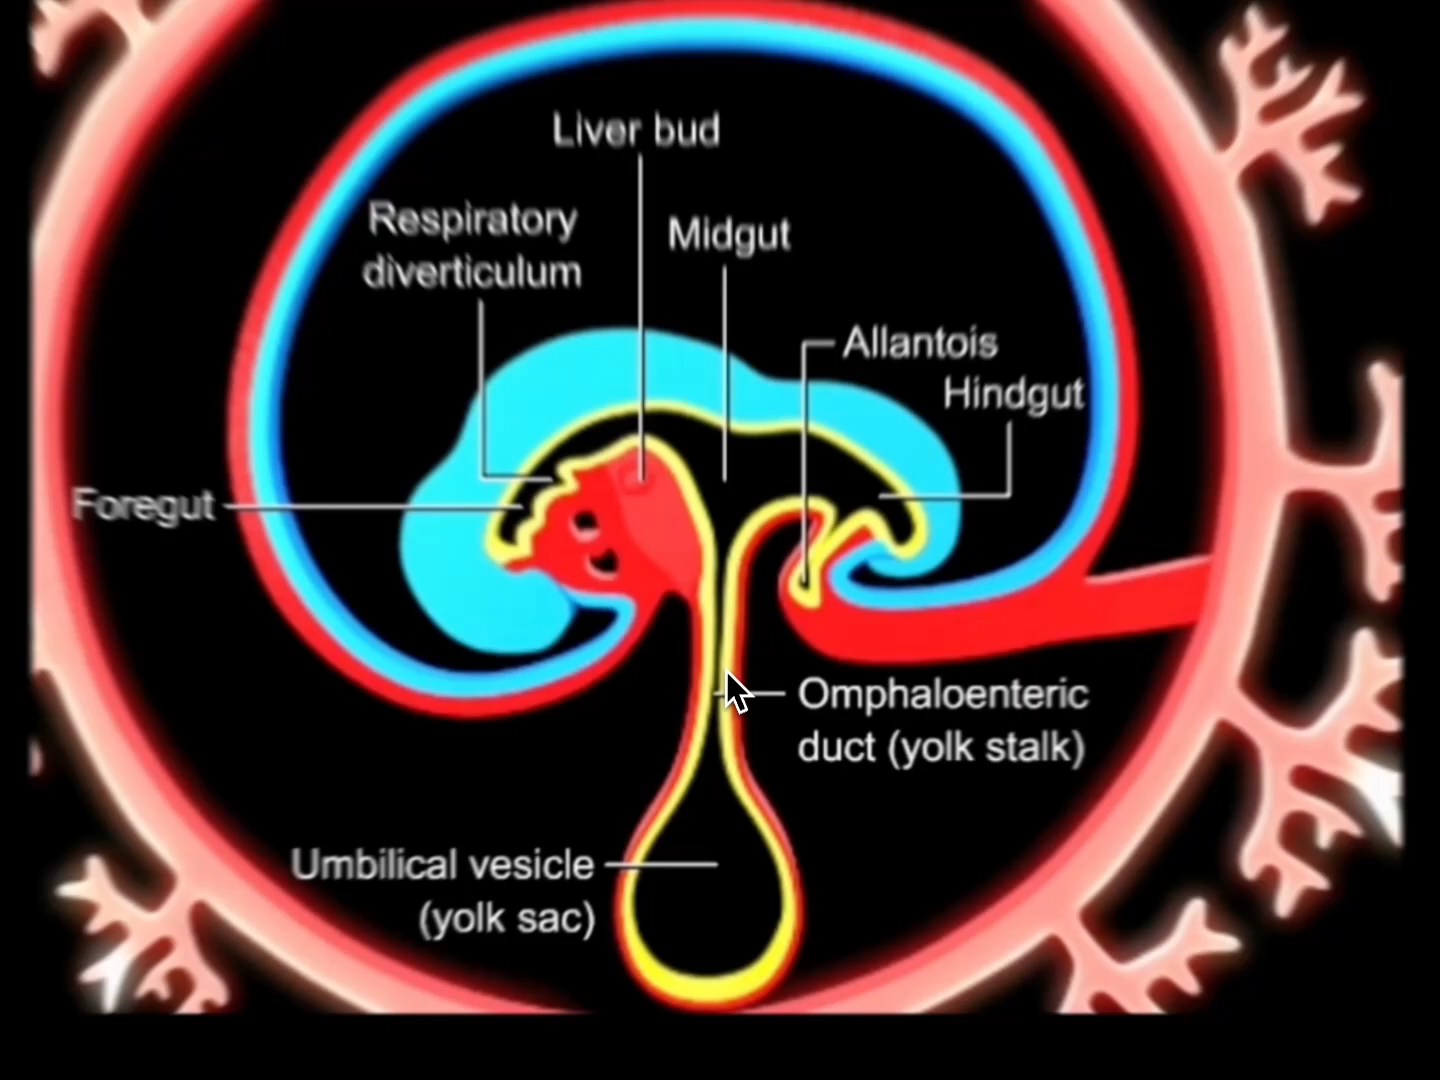 Liver bud
Respiratory
diverticulum
Midgut
Allantois
Hindgut
Foregut
Omphaloenteric
duct (yolk stalk)
Umbilical vesicle
(yolk sac)